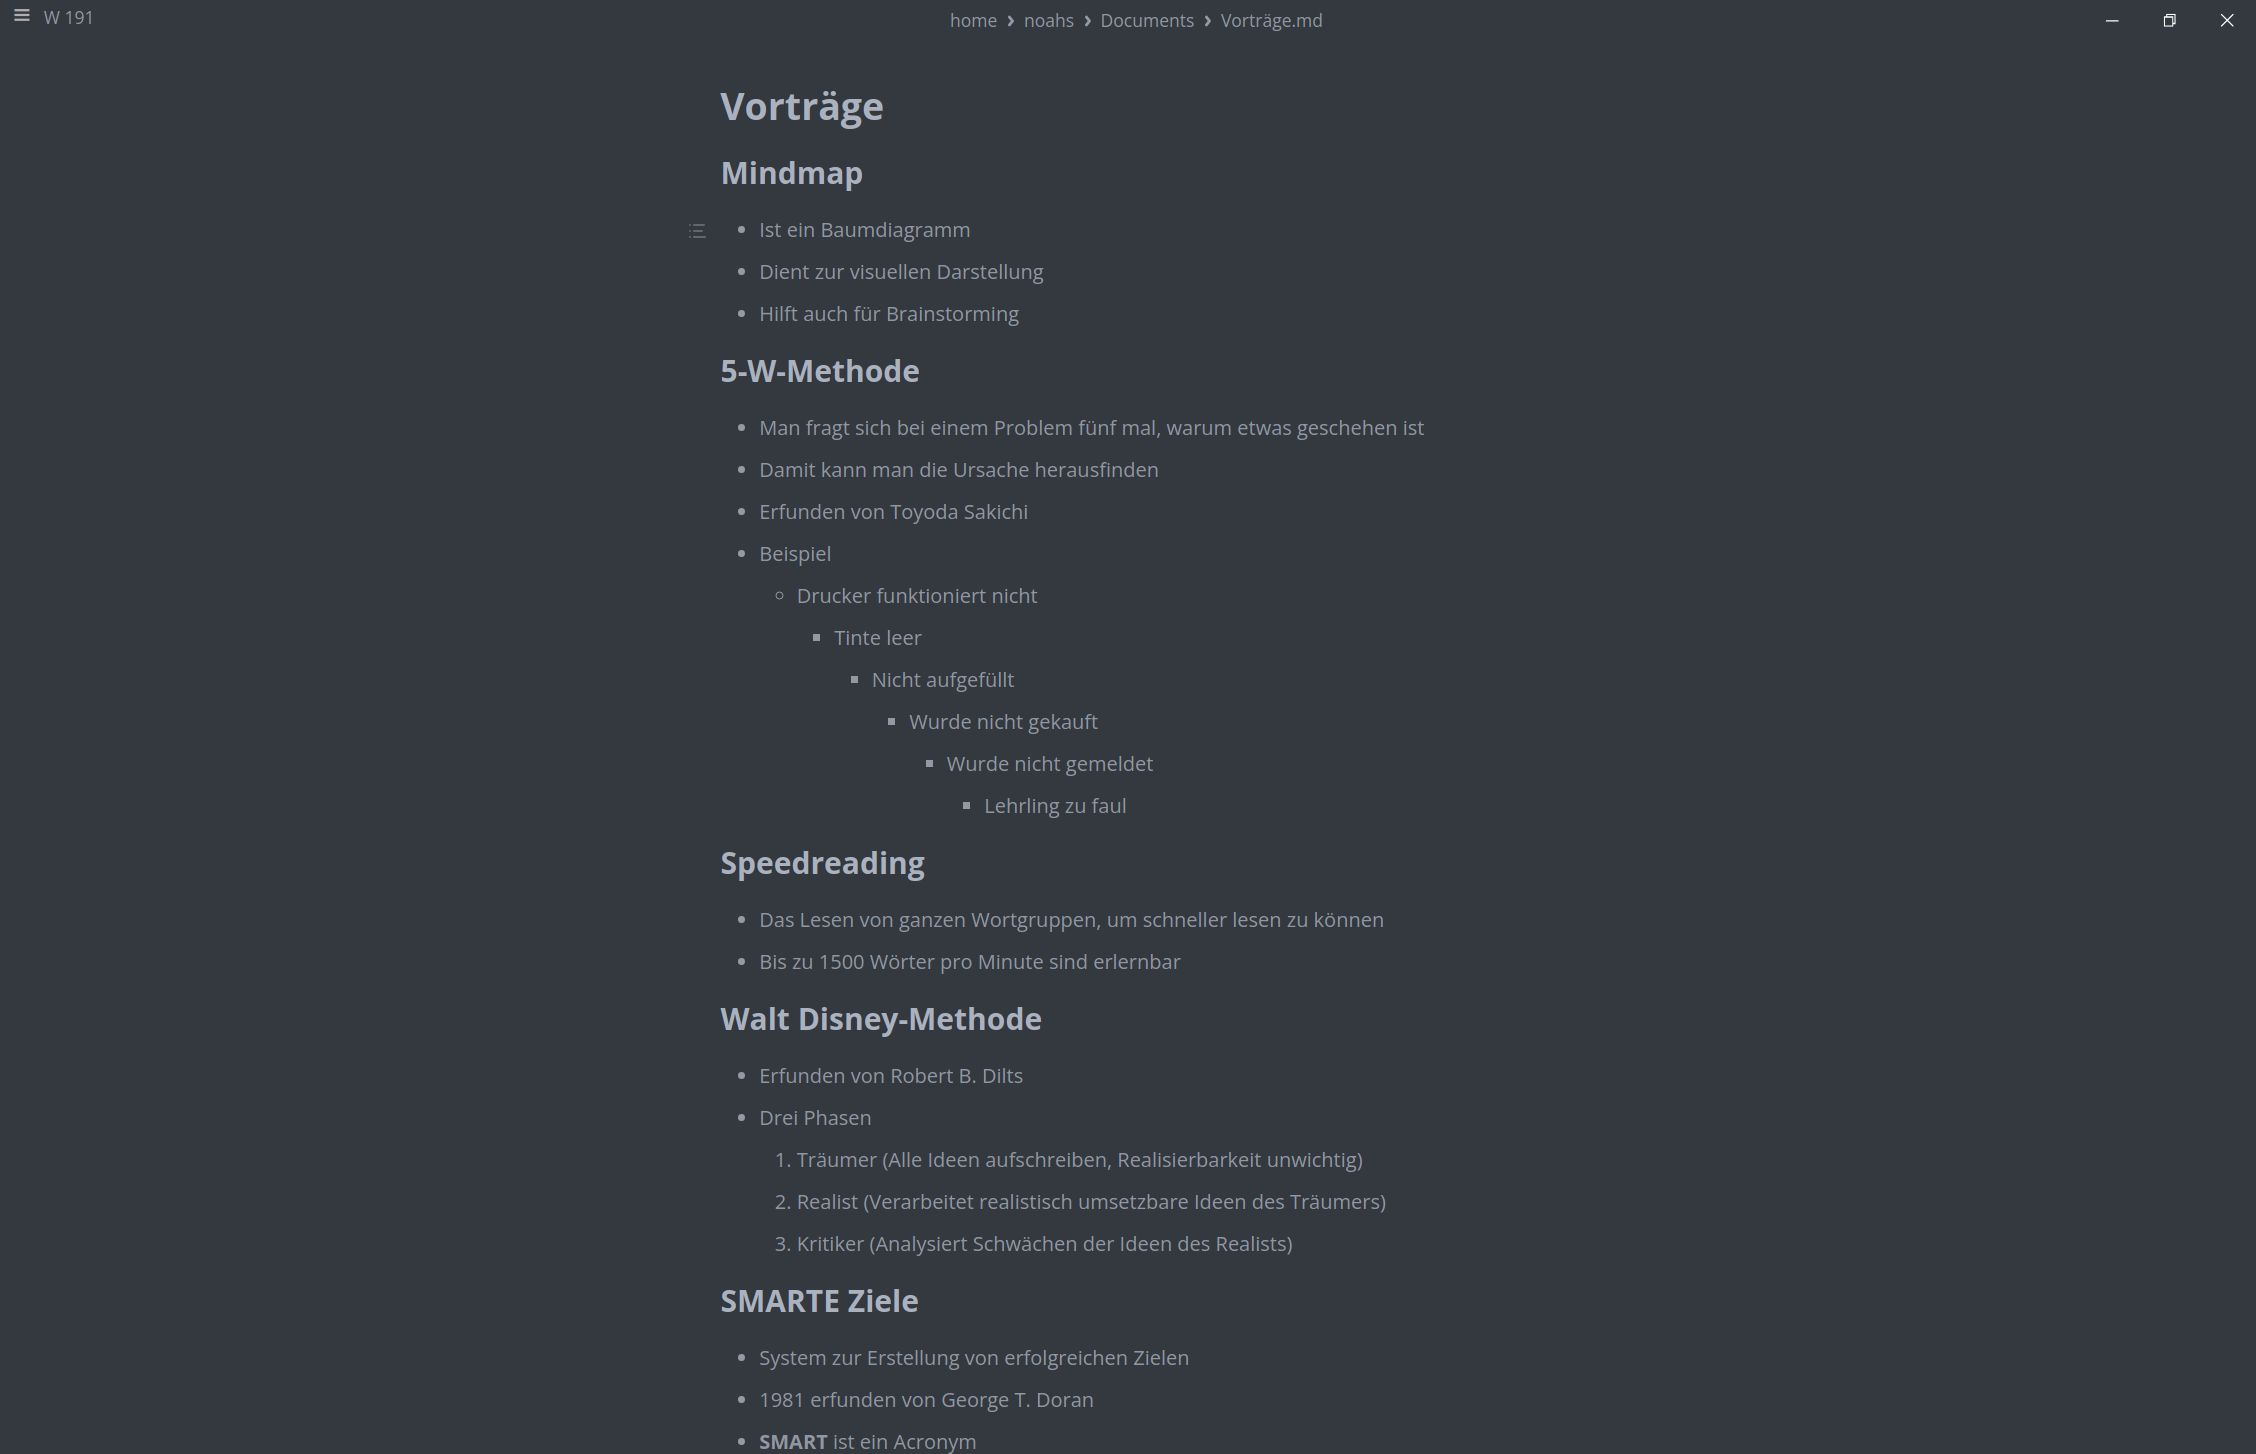 W 191
home › noahs › Documents › Vorträge.md
Vorträge
Mindmap
Ist ein Baumdiagramm
Dient zur visuellen Darstellung
Hilft auch für Brainstorming
5-W-Methode
Man fragt sich bei einem Problem fünf mal, warum etwas geschehen ist
Damit kann man die Ursache herausfinden
Erfunden von Toyoda Sakichi
Beispiel
Drucker funktioniert nicht
Tinte leer
Nicht aufgefüllt
Wurde nicht gekauft
Wurde nicht gemeldet
Lehrling zu faul
Speedreading
Das Lesen von ganzen Wortgruppen, um schneller lesen zu können
Bis zu 1500 Wörter pro Minute sind erlernbar
Walt Disney-Methode
Erfunden von Robert B. Dilts
Drei Phasen
1. Träumer (Alle Ideen aufschreiben, Realisierbarkeit unwichtig)
2. Realist (Verarbeitet realistisch umsetzbare Ideen des Träumers)
3. Kritiker (Analysiert Schwächen der Ideen des Realists)
SMARTE Ziele
System zur Erstellung von erfolgreichen Zielen
1981 erfunden von George T. Doran
SMART ist ein Acronym